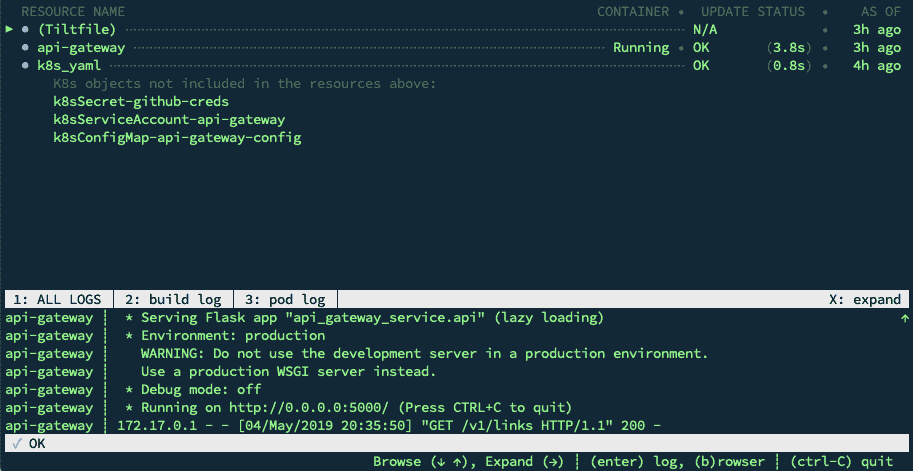 RESOURCE NAME CONTAINER • UPDATE STATUS • AS OF
▶ ● (Tiltfile) N/A • 3h ago
● api-gateway Running • OK (3.8s) • 3h ago
● k8s_yaml OK (0.8s) • 4h ago
K8s objects not included in the resources above:
k8sSecret-github-creds
k8sServiceAccount-api-gateway
k8sConfigMap-api-gateway-config
1: ALL LOGS │ 2: build log │ 3: pod log │ X: expand
api-gateway ┊ * Serving Flask app "api_gateway_service.api" (lazy loading) ↑
api-gateway ┊ * Environment: production
api-gateway ┊ WARNING: Do not use the development server in a production environment.
api-gateway ┊ Use a production WSGI server instead.
api-gateway ┊ * Debug mode: off
api-gateway ┊ * Running on http://0.0.0.0:5000/ (Press CTRL+C to quit)
api-gateway ┊ 172.17.0.1 - - [04/May/2019 20:35:50] "GET /v1/links HTTP/1.1" 200 -
✓ OK
Browse (↓ ↑), Expand (→) ┊ (enter) log, (b)rowser ┊ (ctrl-C) quit